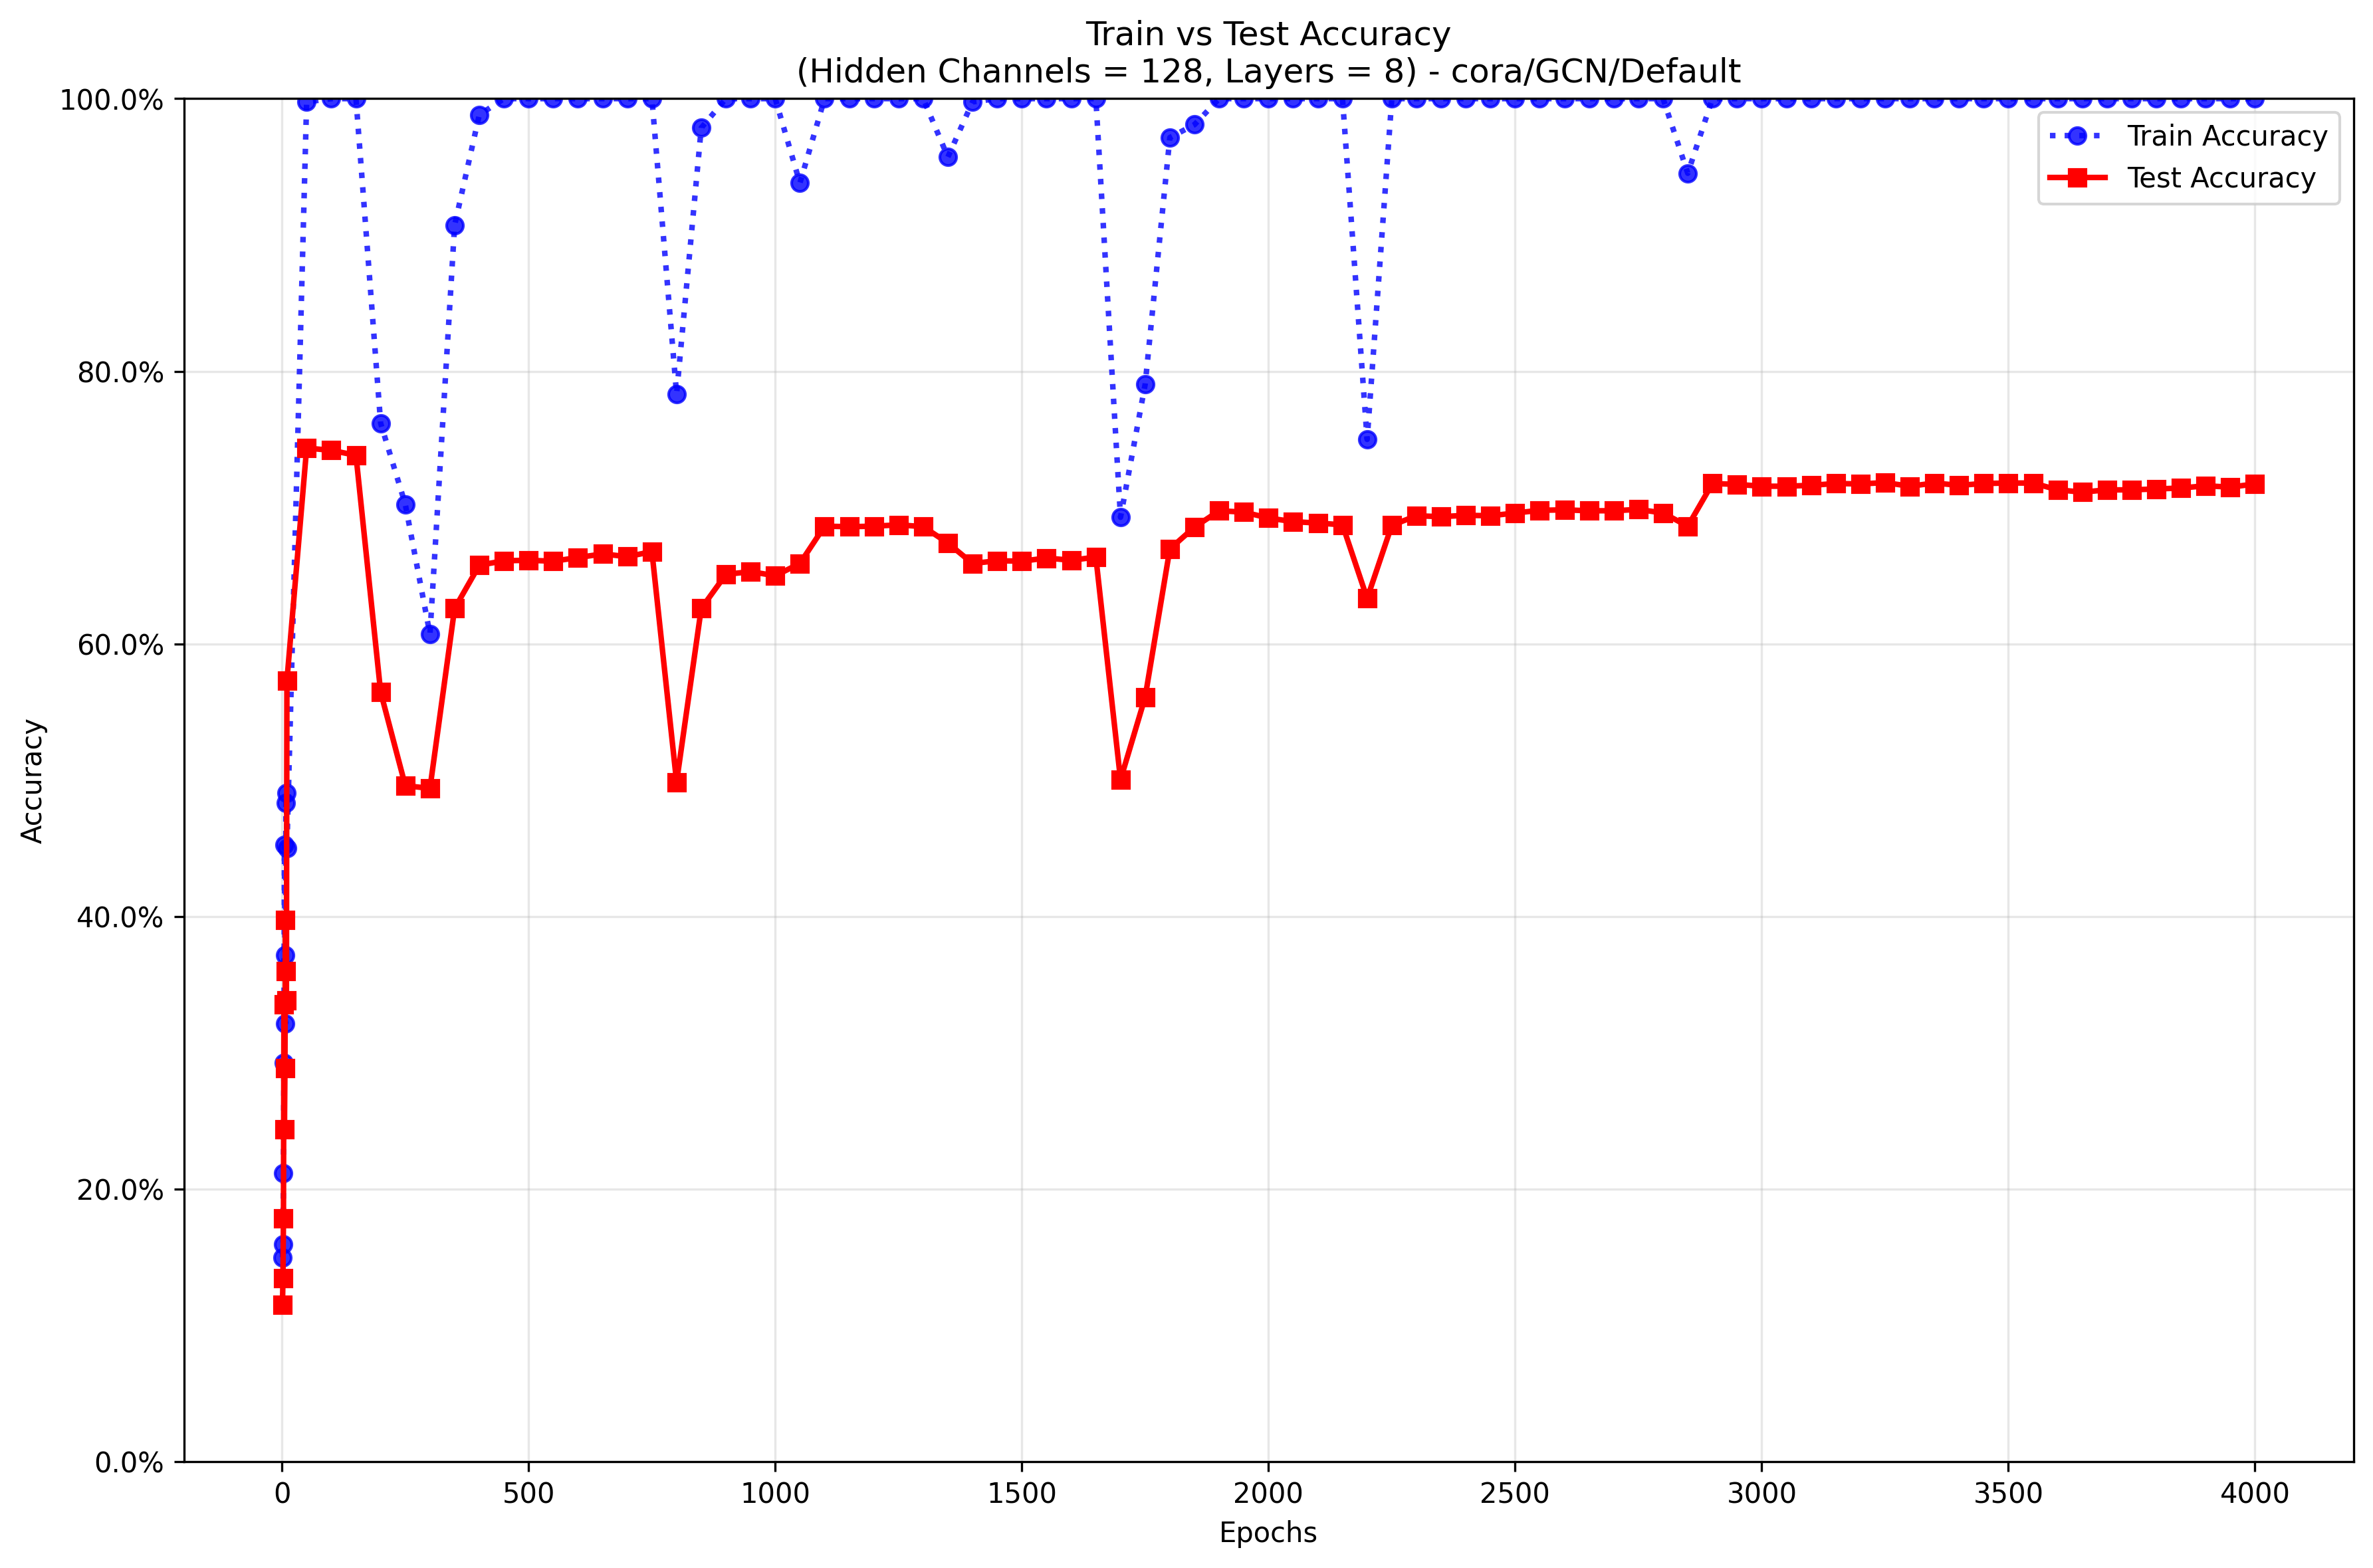 Train vs Test Accuracy
(Hidden Channels = 128, Layers = 8) - cora/GCN/Default
100.0%
80.0%
60.0%
40.0%
20.0%
0.0%
Accuracy
Train Accuracy
Test Accuracy
0 500 1000 1500 2000 2500 3000 3500 4000
Epochs